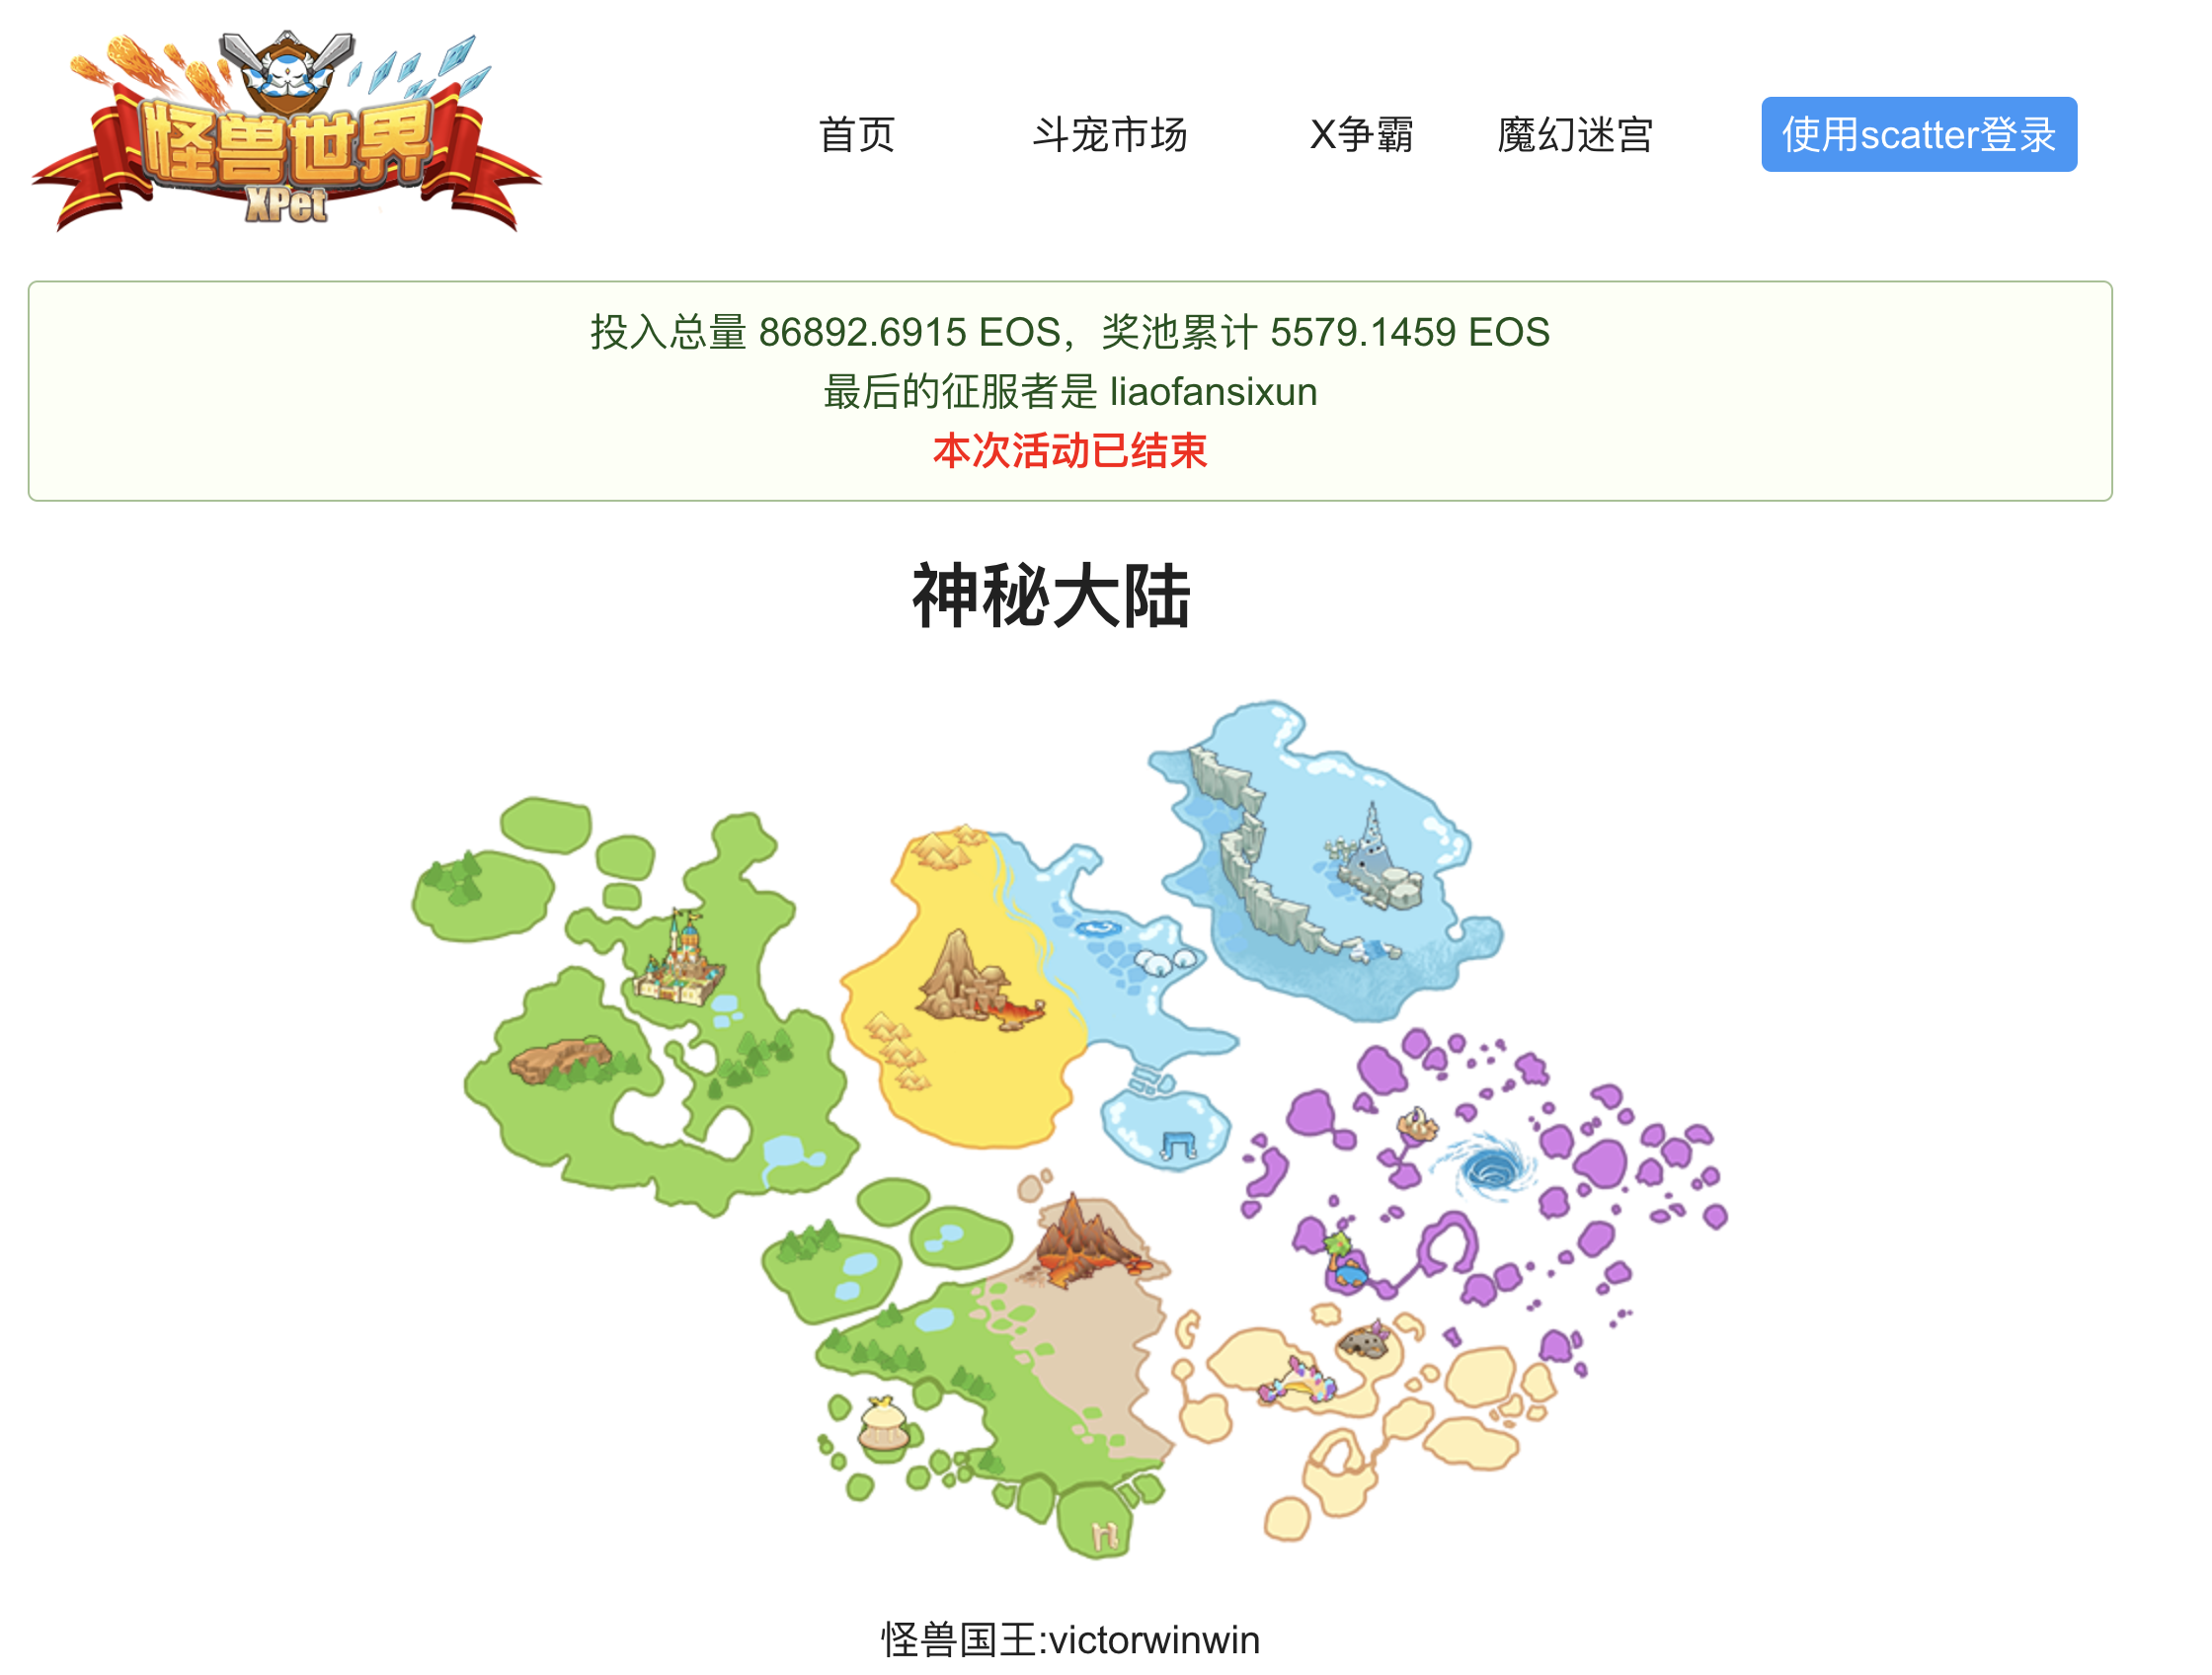 怪兽世界
XPet
首页 斗宠市场 X争霸 魔幻迷宫 使用scatter登录
投入总量 86892.6915 EOS，奖池累计 5579.1459 EOS
最后的征服者是 liaofansixun
本次活动已结束
神秘大陆
怪兽国王:victorwinwin